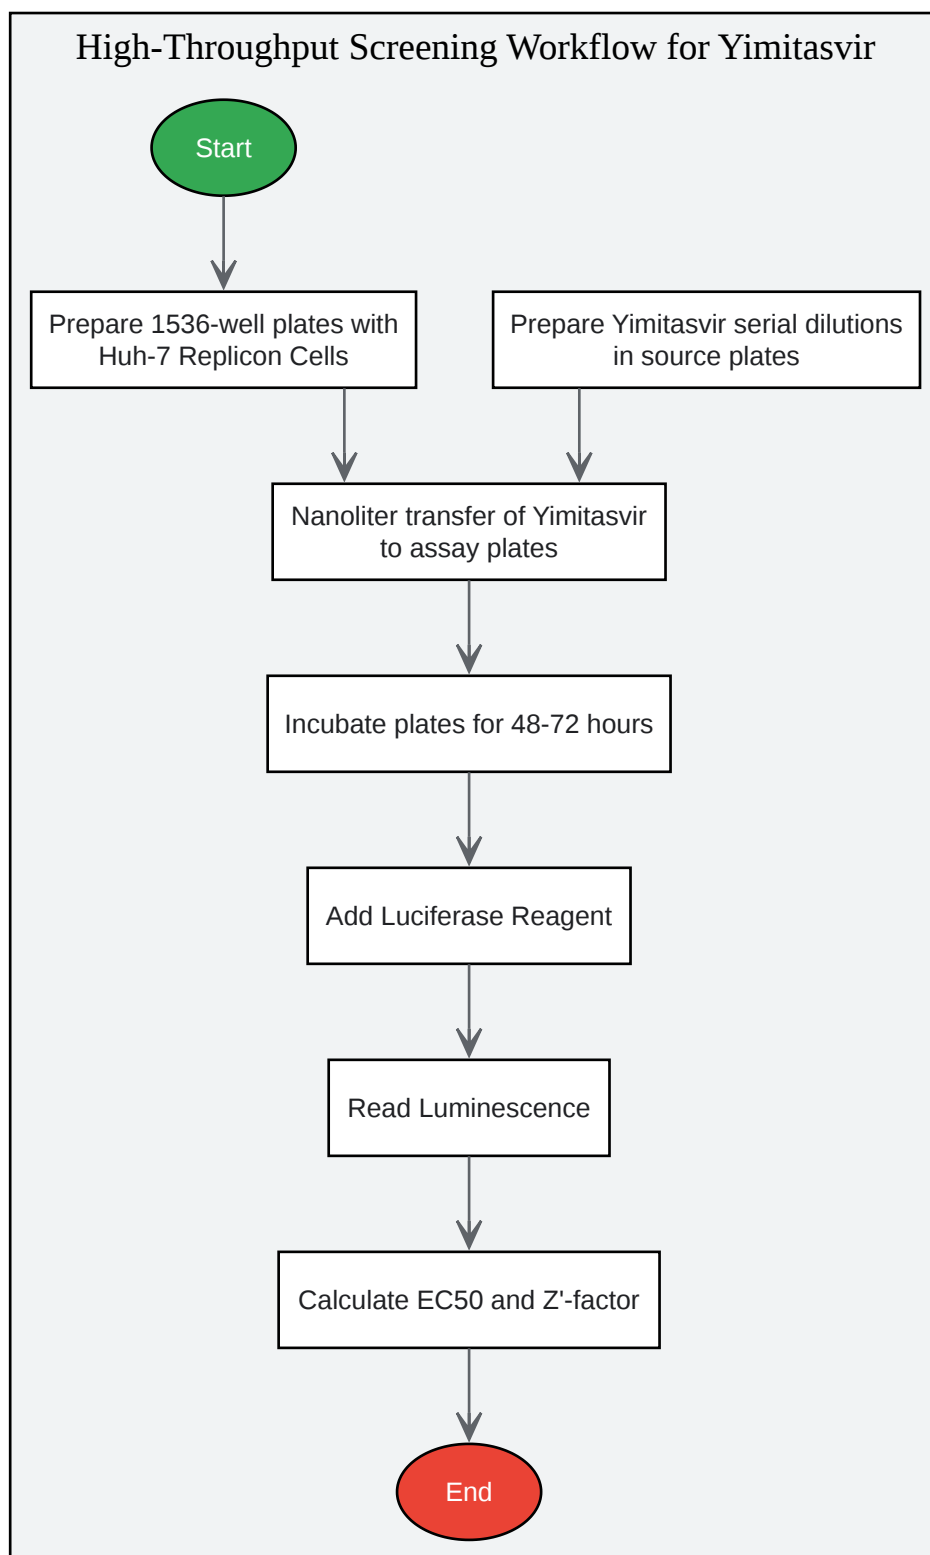 High-Throughput Screening Workflow for Yimitasvir
Start
Prepare 1536-well plates with
Huh-7 Replicon Cells
Prepare Yimitasvir serial dilutions
in source plates
Nanoliter transfer of Yimitasvir
to assay plates
Incubate plates for 48-72 hours
Add Luciferase Reagent
Read Luminescence
Calculate EC50 and Z'-factor
End